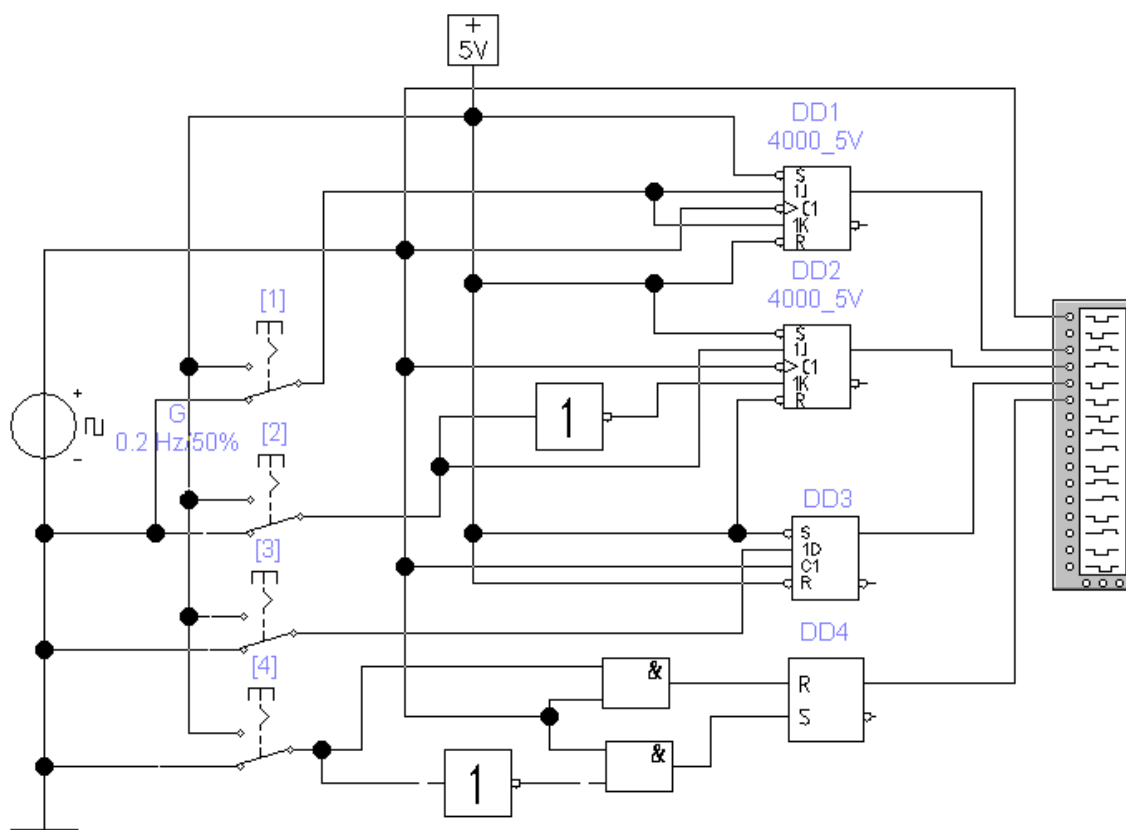 +
5V
DD1
4000_5V
S
1J
C1
1K
R
DD2
4000_5V
S
1J
C1
1K
R
[1]
+
G
0.2 Hz/50%
-
[2]
1
DD3
S
1D
C1
R
[3]
DD4
[4]
&
R
S
&
1